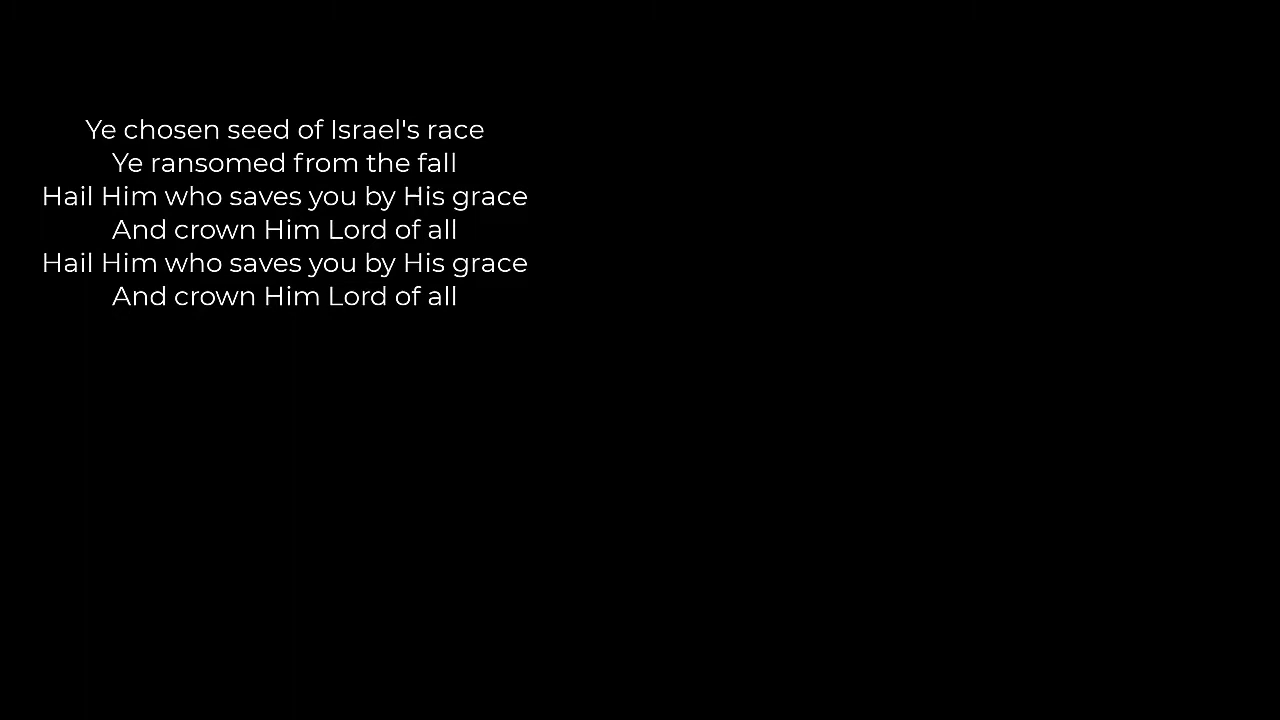 Ye chosen seed of Israel's race
Ye ransomed from the fall
Hail Him who saves you by His grace
And crown Him Lord of all
Hail Him who saves you by His grace
And crown Him Lord of all